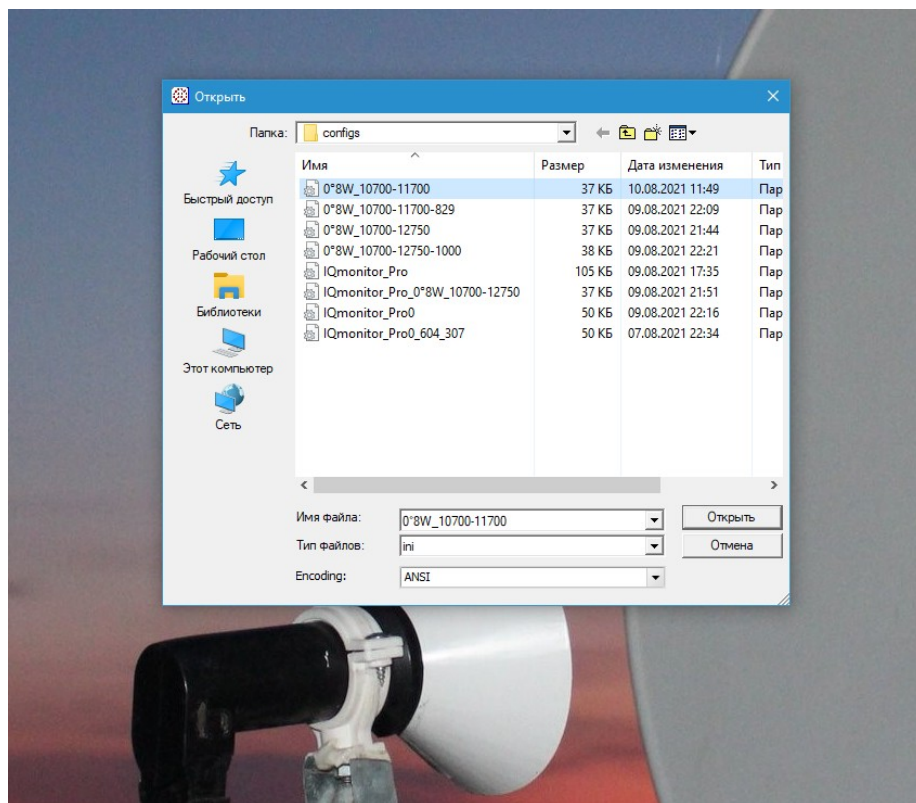 Открыть
Папка: configs
Имя Размер Дата изменения Тип
0°8W_10700-11700 37 КБ 10.08.2021 11:49 Пар
0°8W_10700-11700-829 37 КБ 09.08.2021 22:09 Пар
0°8W_10700-12750 37 КБ 09.08.2021 21:44 Пар
0°8W_10700-12750-1000 38 КБ 09.08.2021 22:21 Пар
IQmonitor_Pro 105 КБ 09.08.2021 17:35 Пар
IQmonitor_Pro_0°8W_10700-12750 37 КБ 09.08.2021 21:51 Пар
IQmonitor_Pro0 50 КБ 09.08.2021 22:16 Пар
IQmonitor_Pro0_604_307 50 КБ 07.08.2021 22:34 Пар
Быстрый доступ
Рабочий стол
Библиотеки
Этот компьютер
Сеть
Имя файла: 0°8W_10700-11700 Открыть
Тип файлов: ini Отмена
Encoding: ANSI